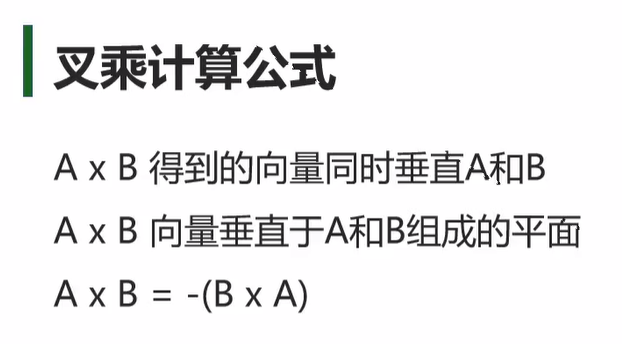 叉乘计算公式
A x B 得到的向量同时垂直A和B
A x B 向量垂直于A和B组成的平面
A x B = -(B x A)